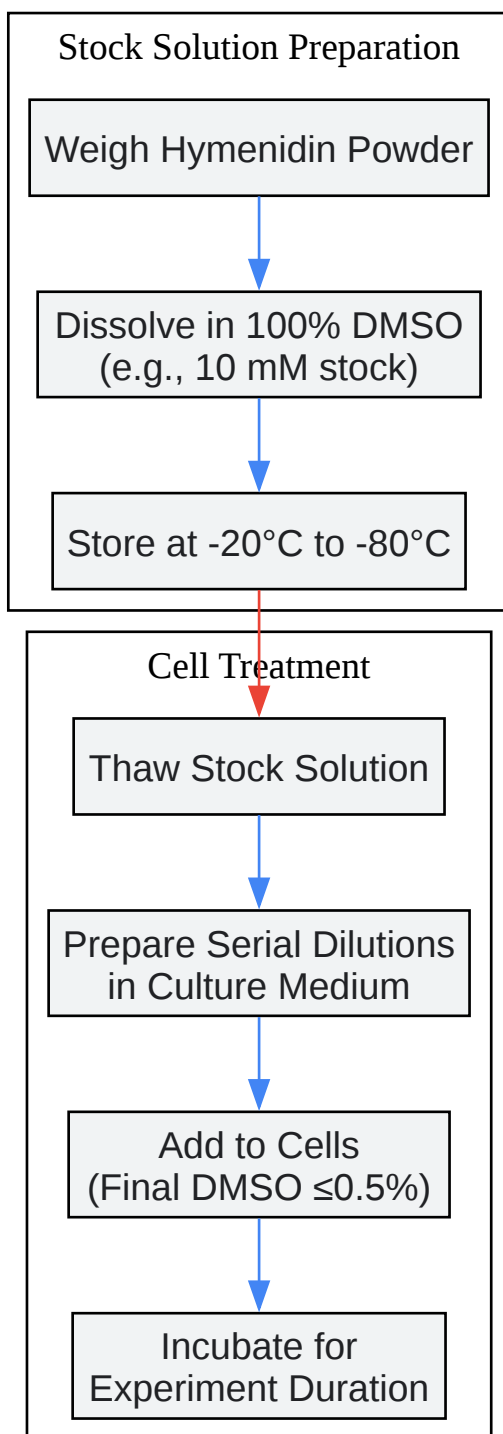 Stock Solution Preparation
Weigh Hymenidin Powder
Dissolve in 100% DMSO
(e.g., 10 mM stock)
Store at -20°C to -80°C
Cell Treatment
Thaw Stock Solution
Prepare Serial Dilutions
in Culture Medium
Add to Cells
(Final DMSO ≤0.5%)
Incubate for
Experiment Duration